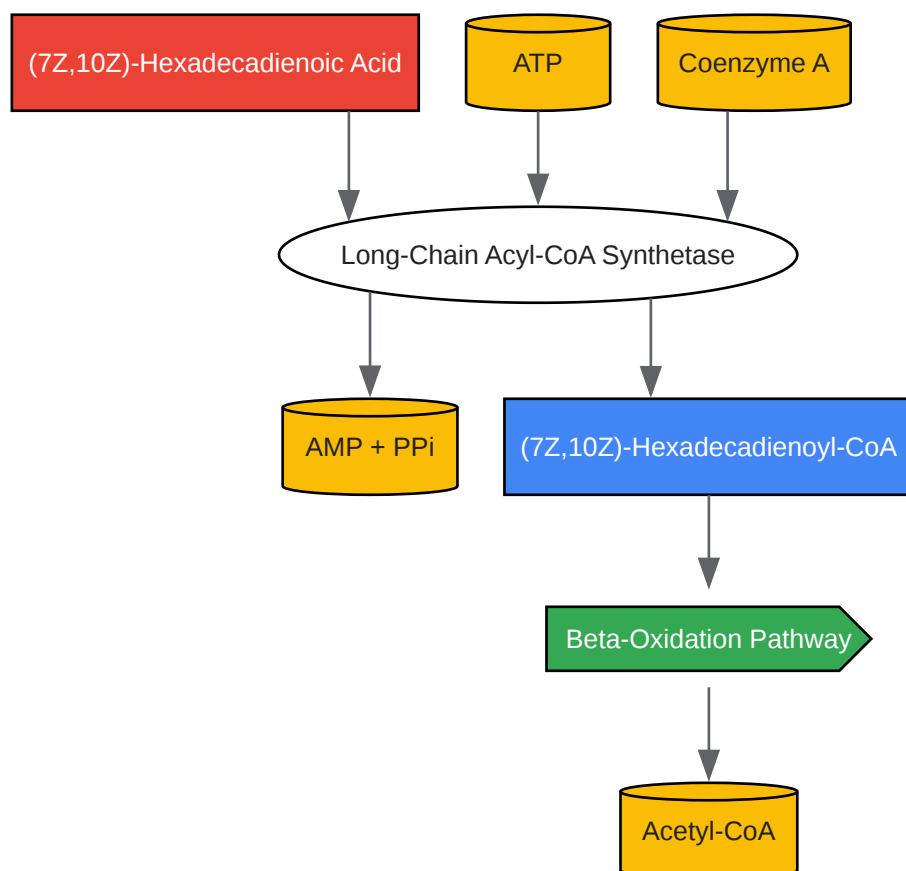 (7Z,10Z)-Hexadecadienoic Acid
ATP
Coenzyme A
Long-Chain Acyl-CoA Synthetase
AMP + PPi
(7Z,10Z)-Hexadecadienoyl-CoA
Beta-Oxidation Pathway
Acetyl-CoA